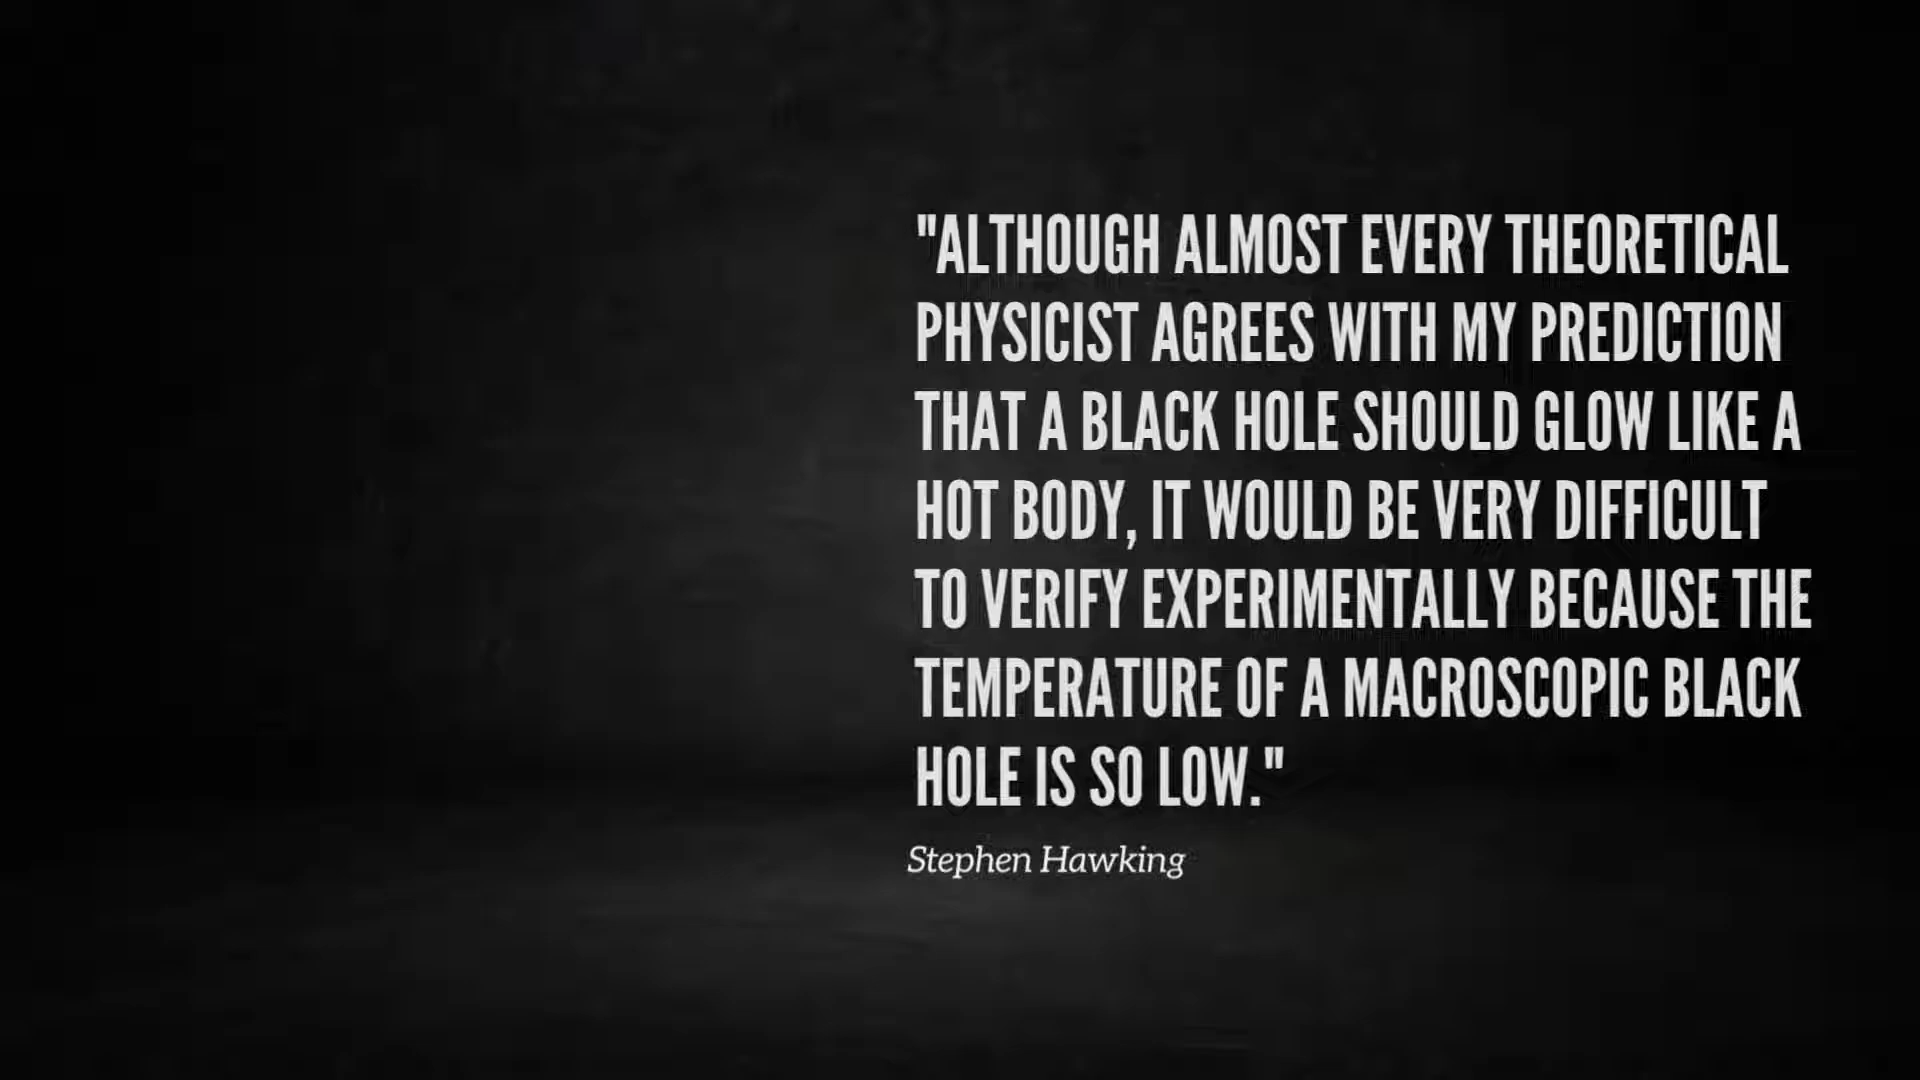 "ALTHOUGH ALMOST EVERY THEORETICAL
PHYSICIST AGREES WITH MY PREDICTION
THAT A BLACK HOLE SHOULD GLOW LIKE A
HOT BODY, IT WOULD BE VERY DIFFICULT
TO VERIFY EXPERIMENTALLY BECAUSE THE
TEMPERATURE OF A MACROSCOPIC BLACK
HOLE IS SO LOW."
Stephen Hawking